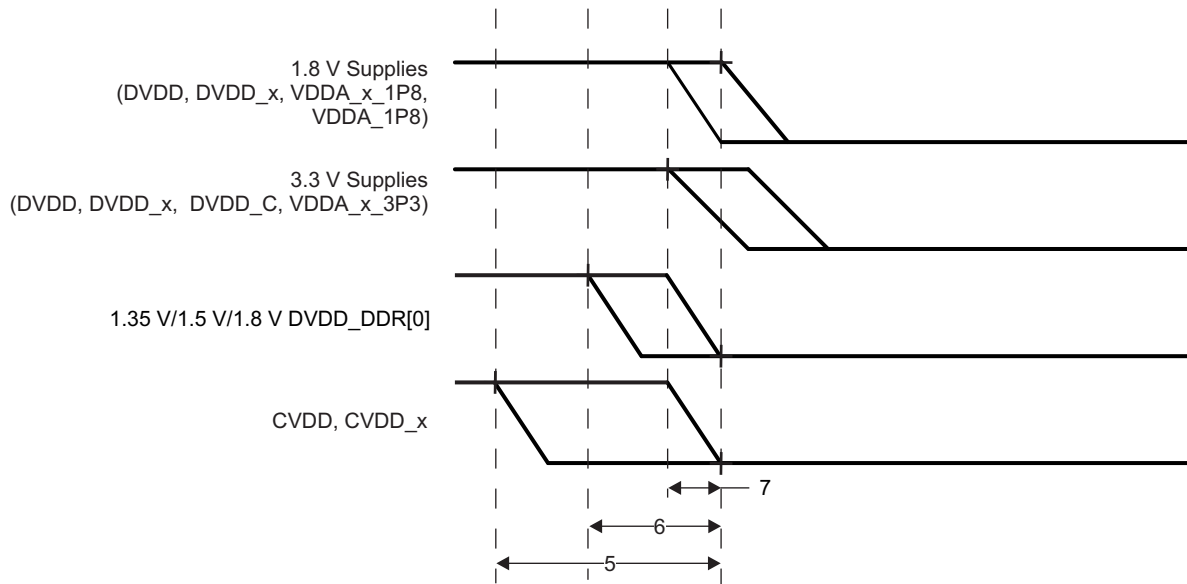 1.8 V Supplies
(DVDD, DVDD_x, VDDA_x_1P8,
VDDA_1P8)
3.3 V Supplies
(DVDD, DVDD_x, DVDD_C, VDDA_x_3P3)
1.35 V/1.5 V/1.8 V DVDD_DDR[0]
CVDD, CVDD_x
7
6
5